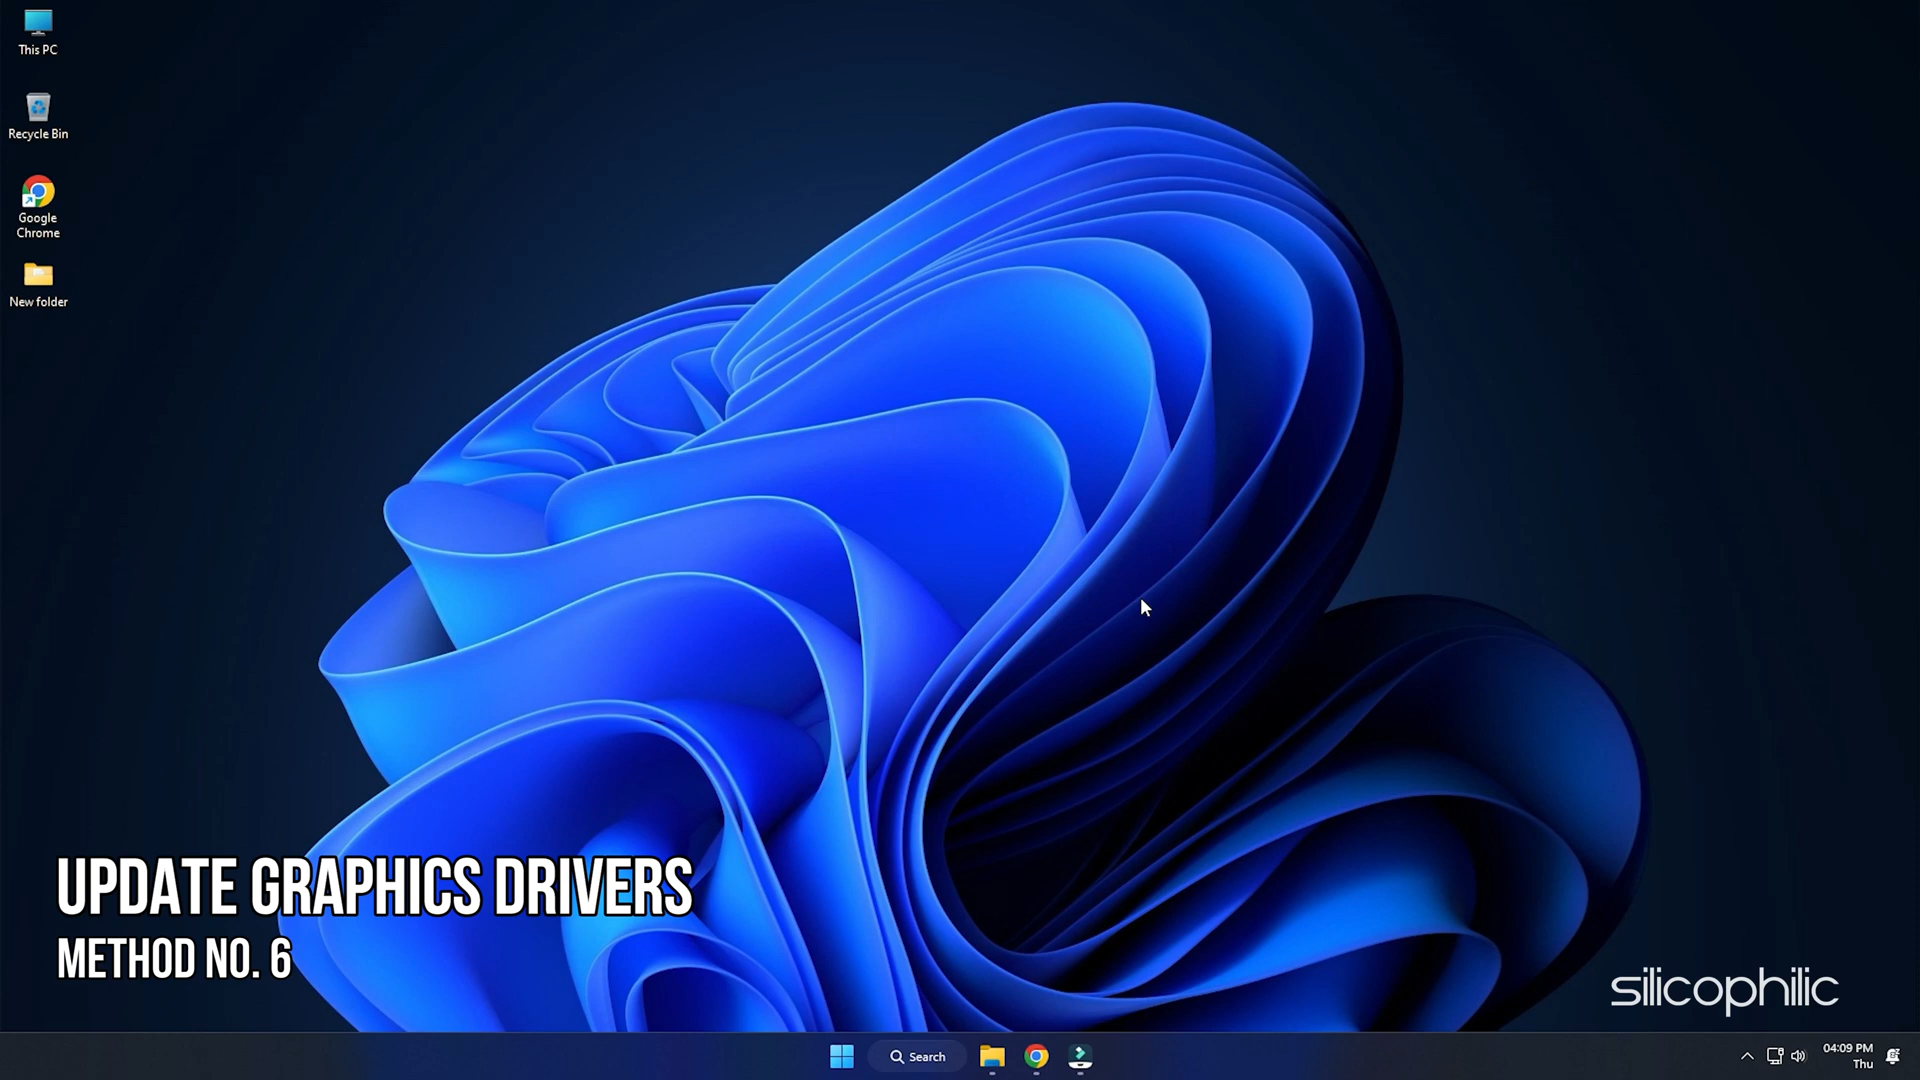 This PC
Recycle Bin
Google
Chrome
New folder
UPDATE GRAPHICS DRIVERS
METHOD NO. 6
silicophilic
Search
04:09 PM
Thu